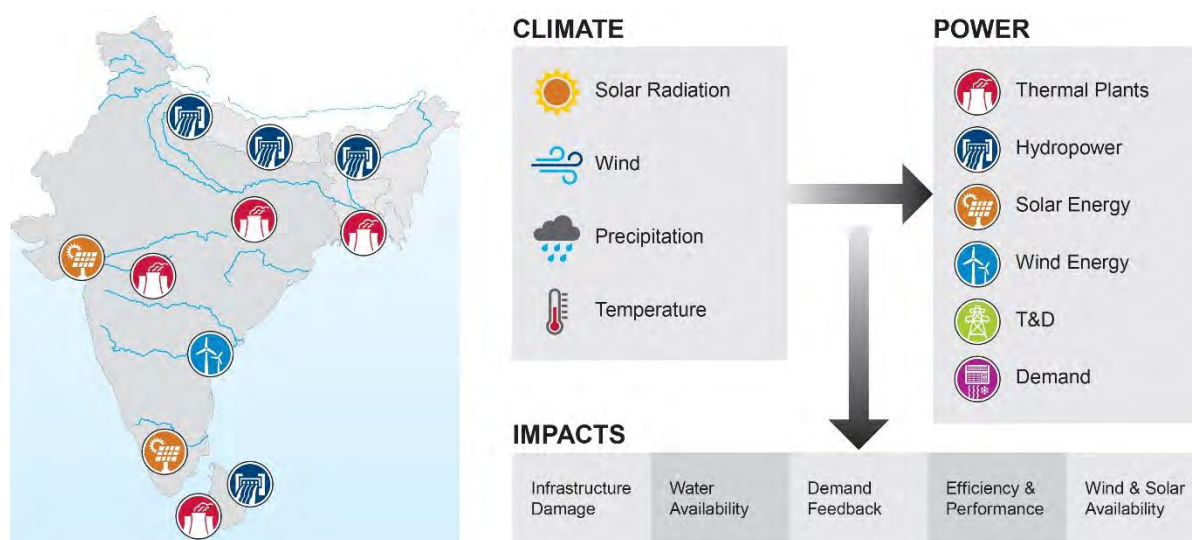 CLIMATE
Solar Radiation
Wind
Precipitation
Temperature
POWER
Thermal Plants
Hydropower
Solar Energy
Wind Energy
T&D
Demand
IMPACTS
Infrastructure
Damage
Water
Availability
Demand
Feedback
Efficiency &
Performance
Wind & Solar
Availability